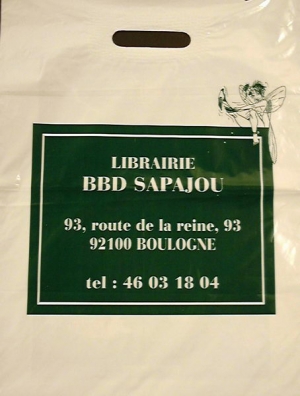 LIBRAIRIE
BBD SAPAJOU
93, route de la reine, 93
92100 BOULOGNE
tel : 46 03 18 04